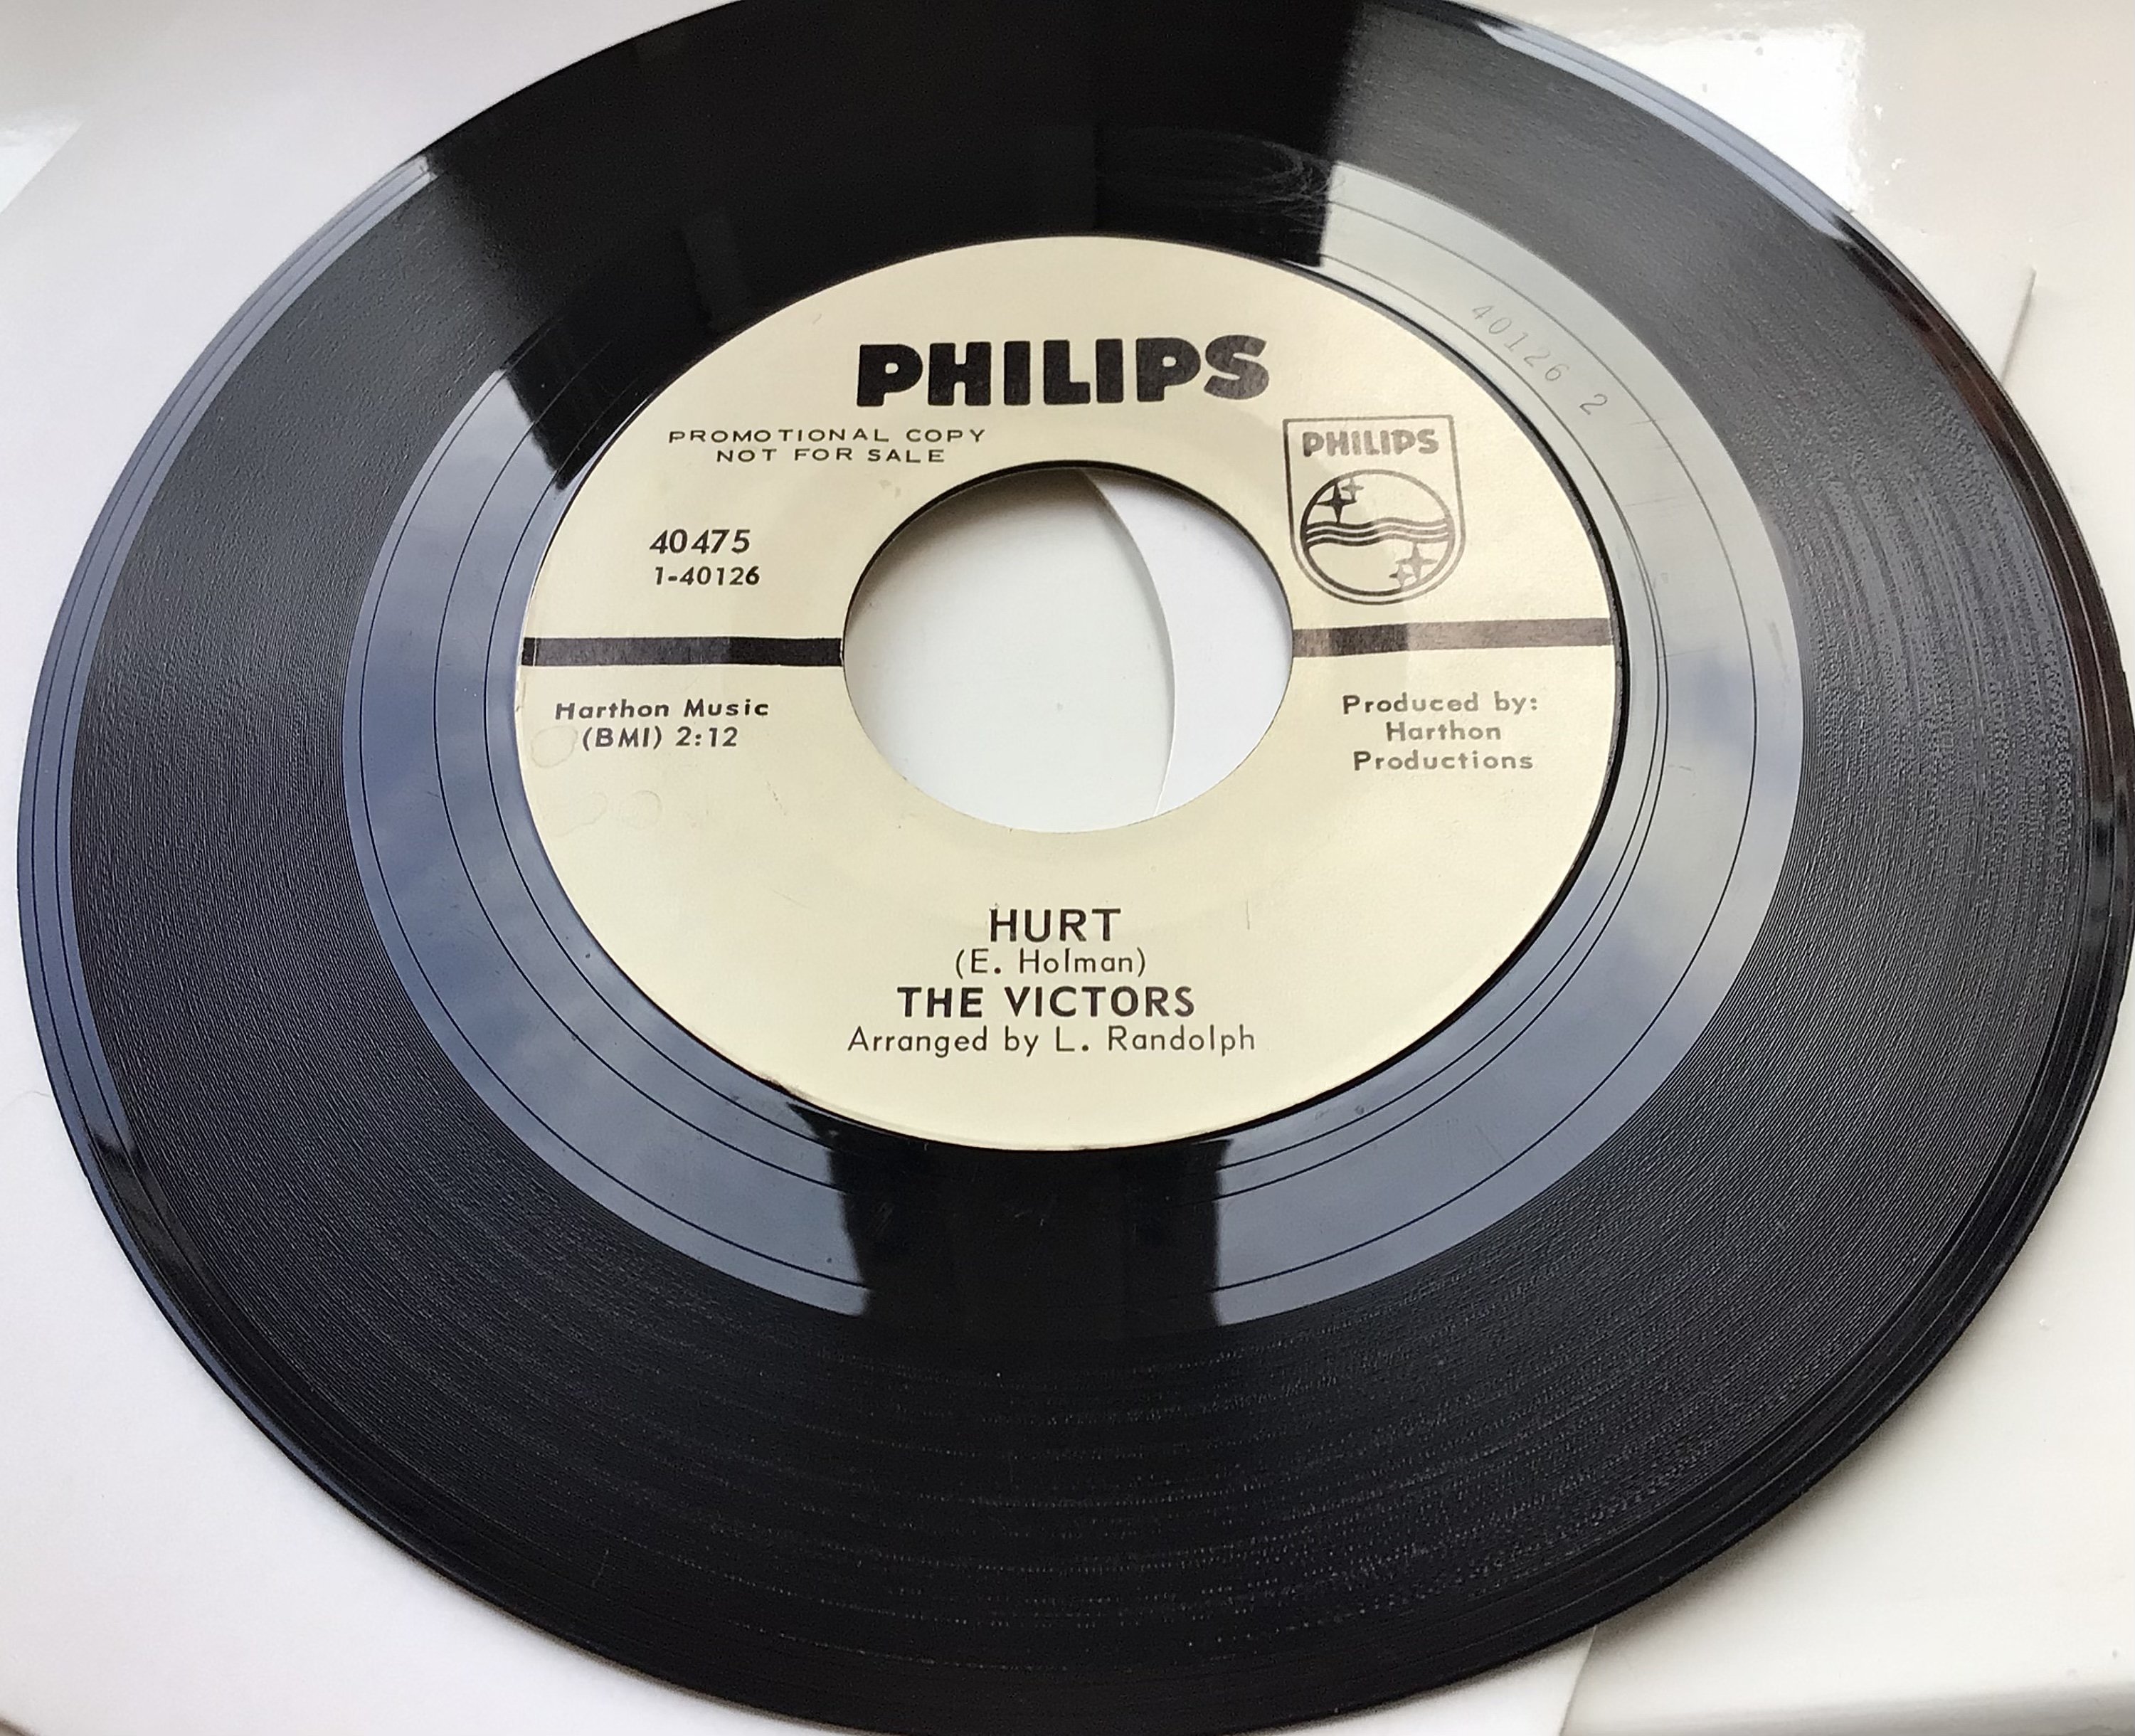 PHILIPS
PROMOTIONAL COPY
NOT FOR SALE
PHILIPS
40126 2
40475
1-40126
Harthon Music
(BMI) 2:12
Produced by:
Harthon
Productions
HURT
(E. Holman)
THE VICTORS
Arranged by L. Randolph